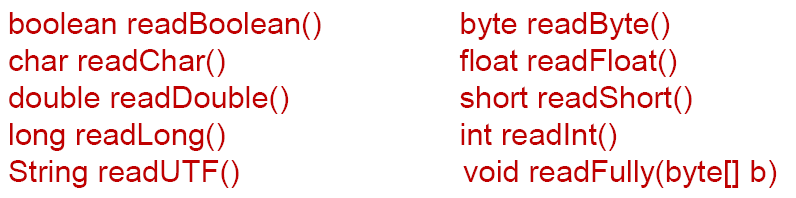 boolean readBoolean() byte readByte()
char readChar() float readFloat()
double readDouble() short readShort()
long readLong() int readInt()
String readUTF() void readFully(byte[] b)